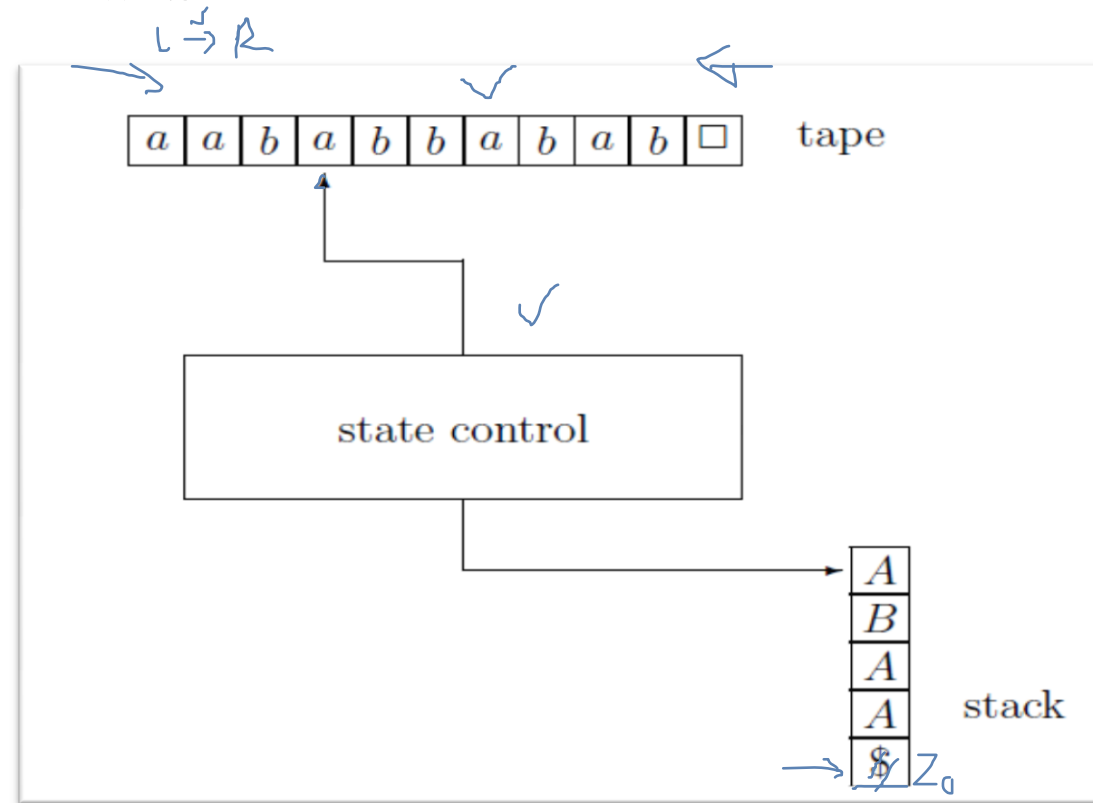 L → R
a a b a b b a b a b □ tape
state control
A
B
A
A stack
$ Z₀